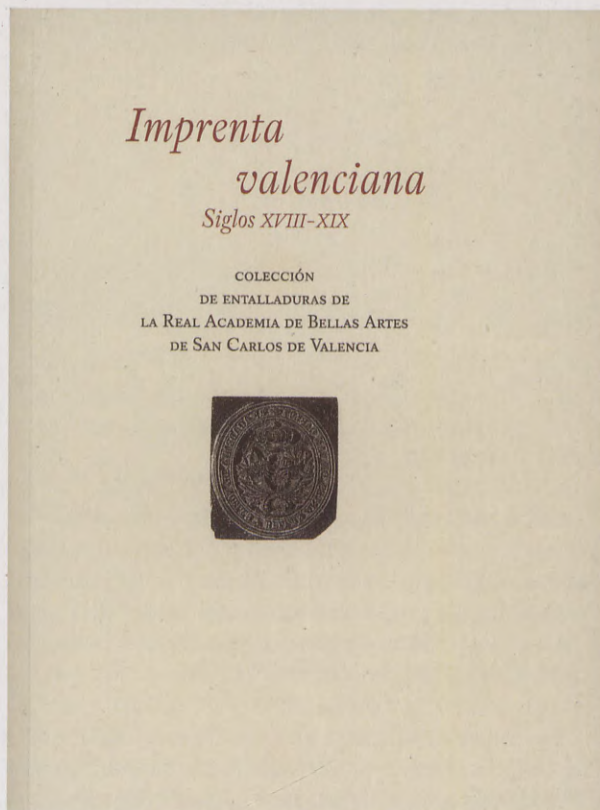 Imprenta
valenciana
Siglos XVIII-XIX
COLECCIÓN
DE ENTALLADURAS DE
LA REAL ACADEMIA DE BELLAS ARTES
DE SAN CARLOS DE VALENCIA